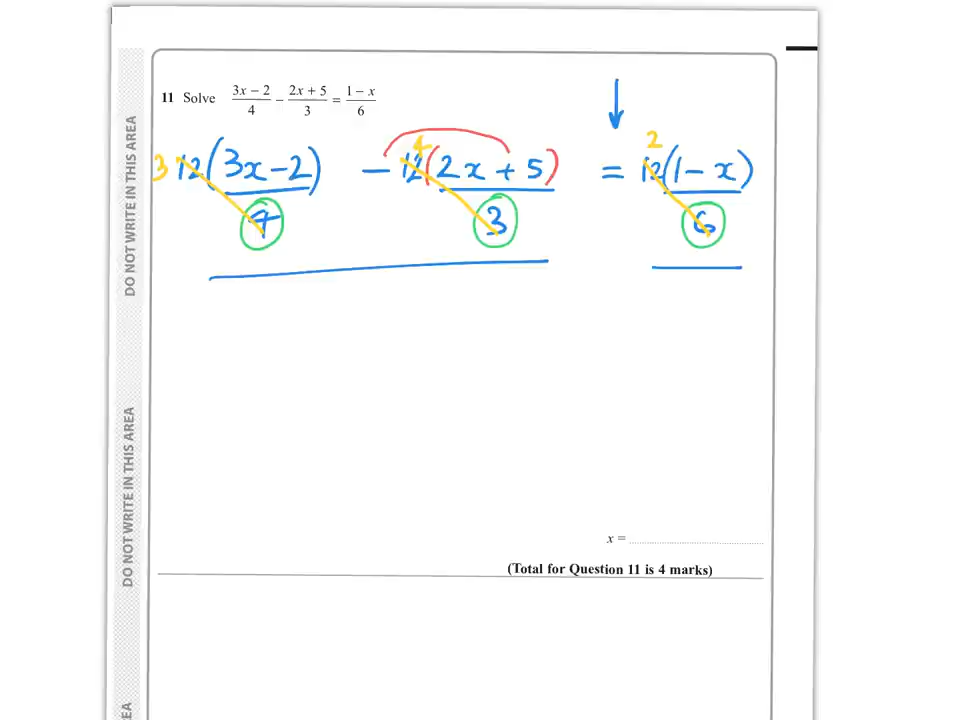 11 Solve (3x − 2)/4 − (2x + 5)/3 = (1 − x)/6
4 2
3 12(3x − 2) − 12(2x + 5) = 12(1 − x)
4 3 6
x =
(Total for Question 11 is 4 marks)
DO NOT WRITE IN THIS AREA
DO NOT WRITE IN THIS AREA
EA